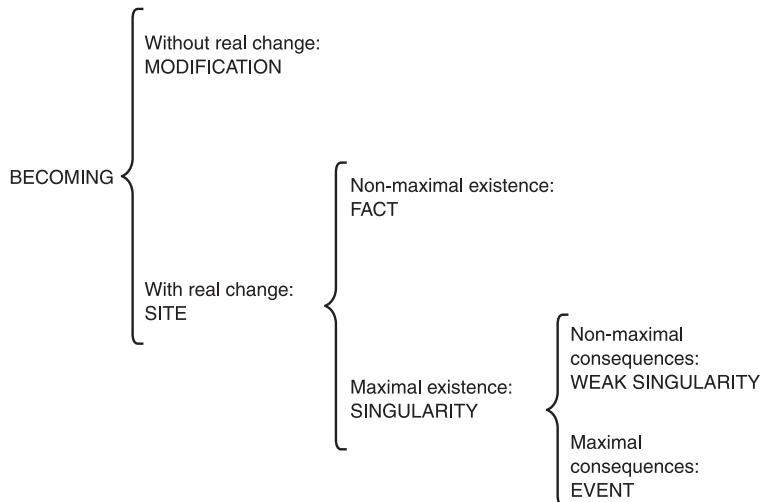 Without real change:
MODIFICATION
BECOMING
Non-maximal existence:
FACT
With real change:
SITE
Non-maximal
consequences:
WEAK SINGULARITY
Maximal existence:
SINGULARITY
Maximal
consequences:
EVENT